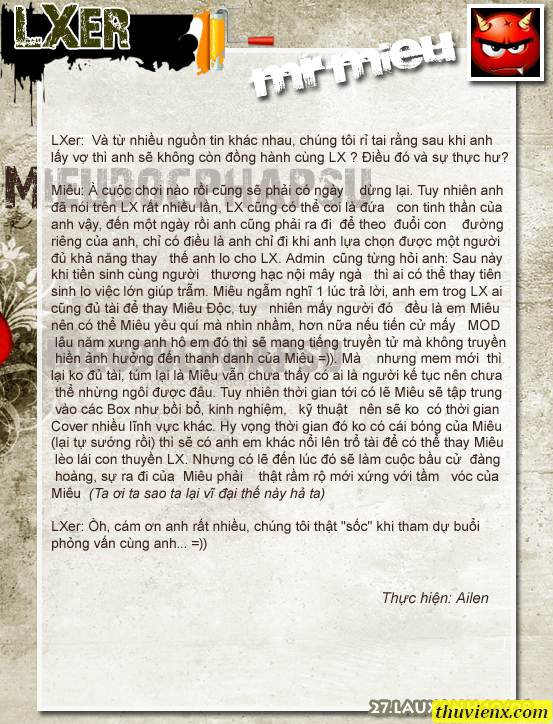 LXER
mr mieu
LXer: Và từ nhiều nguồn tin khác nhau, chúng tôi rỉ tai rằng sau khi anh
lấy vợ thì anh sẽ không còn đồng hành cùng LX ? Điều đó và sự thực hư?
MIEUDOCPHAPSU
Miêu: À cuộc chơi nào rồi cũng sẽ phải có ngày dừng lại. Tuy nhiên anh
đã nói trên LX rất nhiều lần, LX cũng có thể coi là đứa con tinh thần của
anh vậy, đến một ngày rồi anh cũng phải ra đi để theo đuổi con đường
riêng của anh, chỉ có điều là anh chỉ đi khi anh lựa chọn được một người
đủ khả năng thay thế anh lo cho LX. Admin cũng từng hỏi anh: Sau này
khi tiền sinh cùng người thương hạc nội mây ngà thì ai có thể thay tiên
sinh lo việc lớn giúp trẫm. Miêu ngẫm nghĩ 1 lúc trả lời, anh em trog LX ai
cũng đủ tài để thay Miêu Độc, tuy nhiên mấy người đó đều là em Miêu
nên có thể Miêu yêu quí mà nhìn nhầm, hơn nữa nếu tiến cử mấy MOD
lâu năm xưng anh hô em đó thì sẽ mang tiếng truyền tử mà không truyền
hiền ảnh hưởng đến thanh danh của Miêu =)). Mà nhưng mem mới thì
lại ko đủ tài, túm lại là Miêu vẫn chưa thấy có ai là người kế tục nên chưa
thể nhừng ngôi được đâu. Tuy nhiên thời gian tới có lẽ Miêu sẽ tập trung
vào các Box như bồi bổ, kinh nghiệm, kỹ thuật nên sẽ ko có thời gian
Cover nhiều lĩnh vực khác. Hy vọng thời gian đó ko có cái bóng của Miêu
(lại tự sướng rồi) thì sẽ có anh em khác nổi lên trổ tài để có thể thay Miêu
lèo lái con thuyền LX. Nhưng có lẽ đến lúc đó sẽ làm cuộc bầu cử đàng
hoàng, sự ra đi của Miêu phải thật rầm rộ mới xứng với tầm vóc của
Miêu (Ta ơi ta sao ta lại vĩ đại thế này hả ta)
LXer: Ồh, cám ơn anh rất nhiều, chúng tôi thật "sốc" khi tham dự buổi
phỏng vấn cùng anh... =))
Thực hiện: Ailen
thuvienx.com